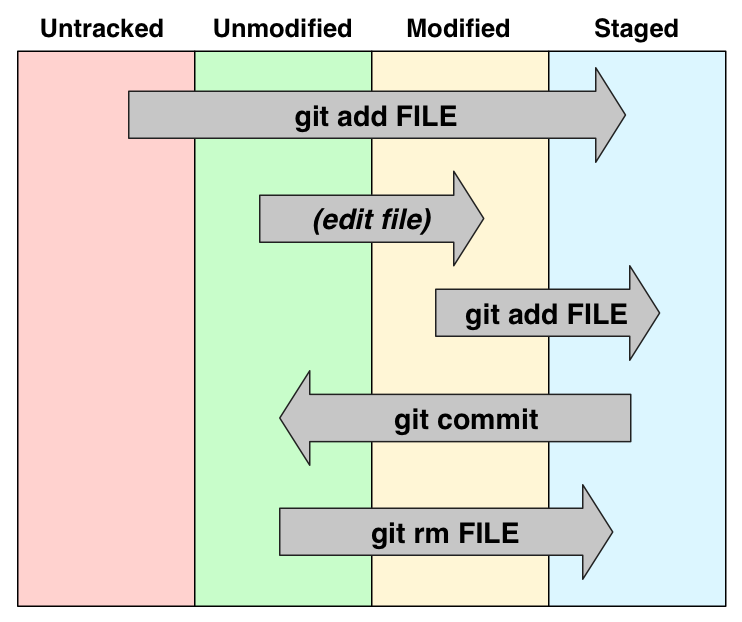 Untracked Unmodified Modified Staged
git add FILE
(edit file)
git add FILE
git commit
git rm FILE